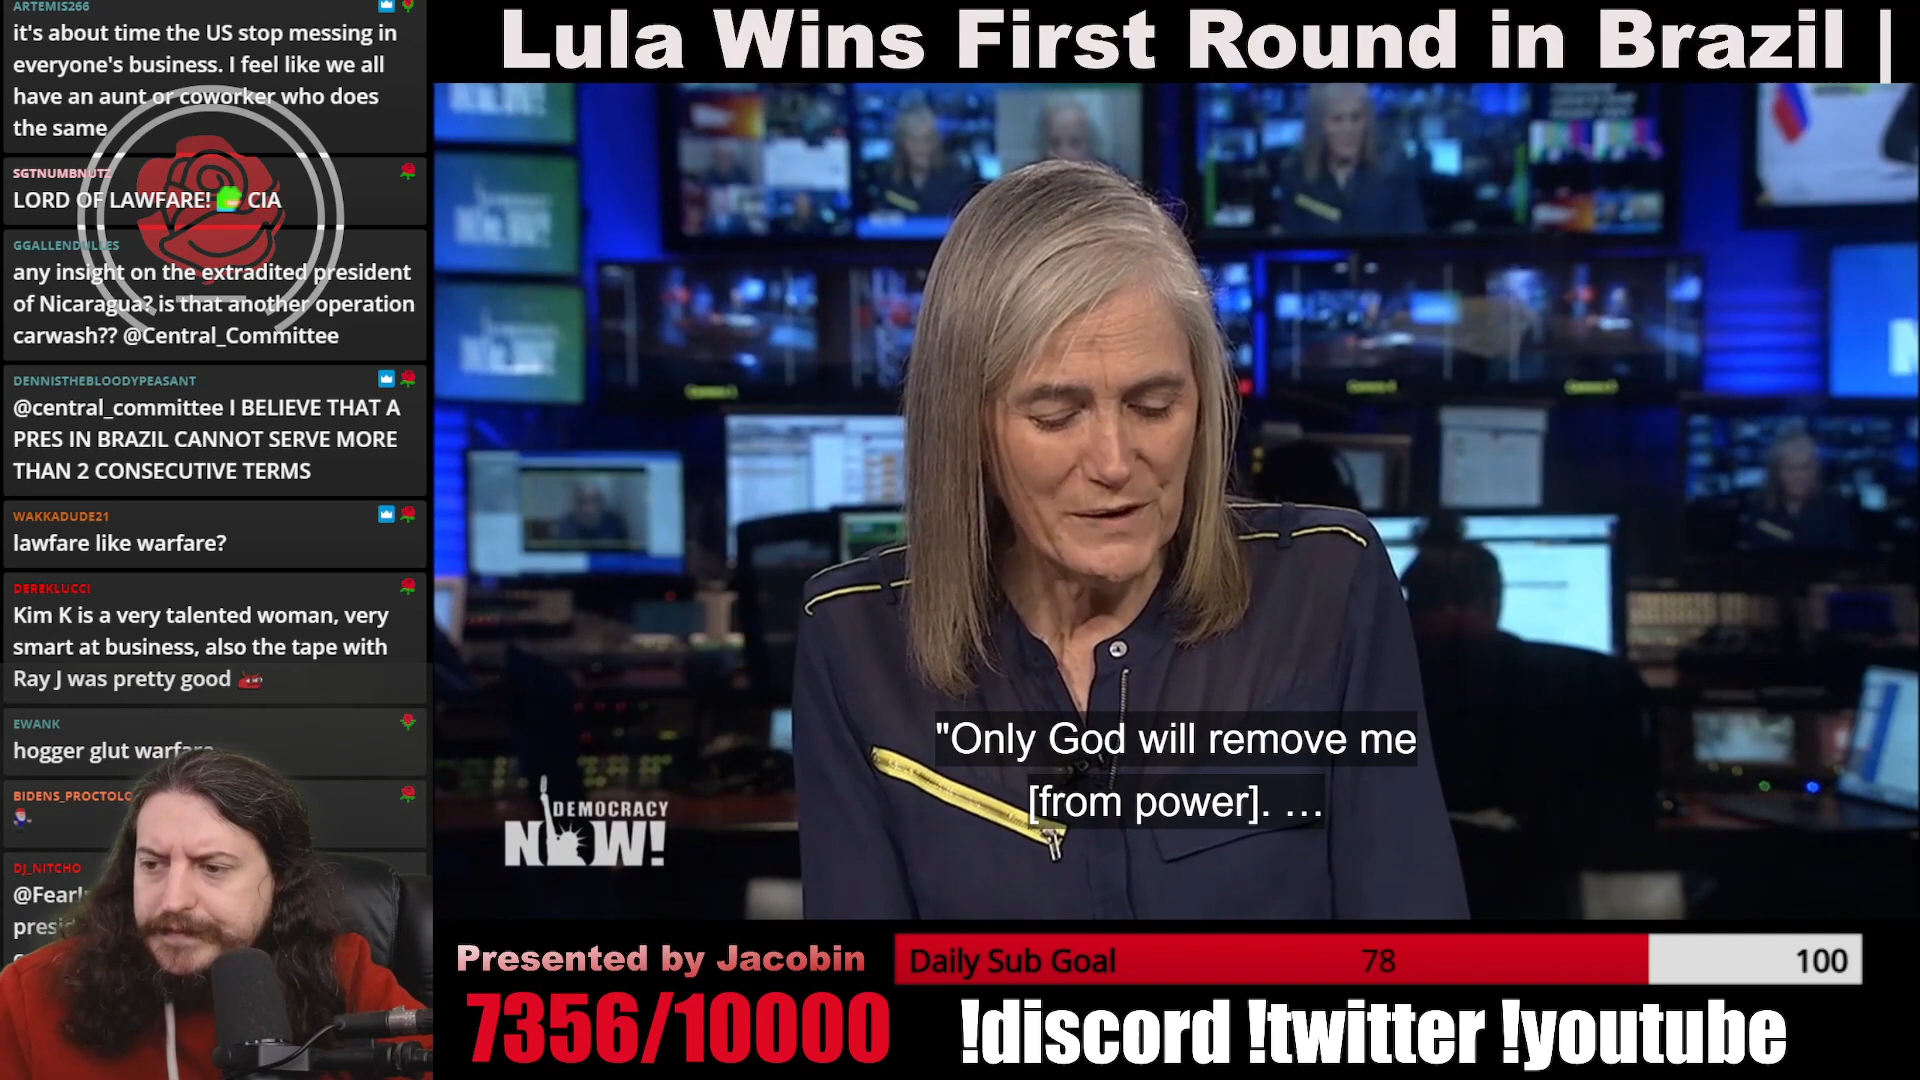 ARTEMIS266
it's about time the US stop messing in
everyone's business. I feel like we all
have an aunt or coworker who does
the same
SGTNUMBNUTZ
LORD OF LAWFARE! CIA
GGALLENDULLES
any insight on the extradited president
of Nicaragua? is that another operation
carwash?? @Central_Committee
DENNISTHEBLOODYPEASANT
@central_committee I BELIEVE THAT A
PRES IN BRAZIL CANNOT SERVE MORE
THAN 2 CONSECUTIVE TERMS
WAKKADUDE21
lawfare like warfare?
DEREKLUCCI
Kim K is a very talented woman, very
smart at business, also the tape with
Ray J was pretty good
EWANK
hogger glut warfare
BIDENS_PROCTOLO
DJ_NITCHO
Lula Wins First Round in Brazil |
"Only God will remove me
[from power]. …
DEMOCRACY
NOW!
Presented by Jacobin
Daily Sub Goal 78 100
7356/10000
!discord !twitter !youtube